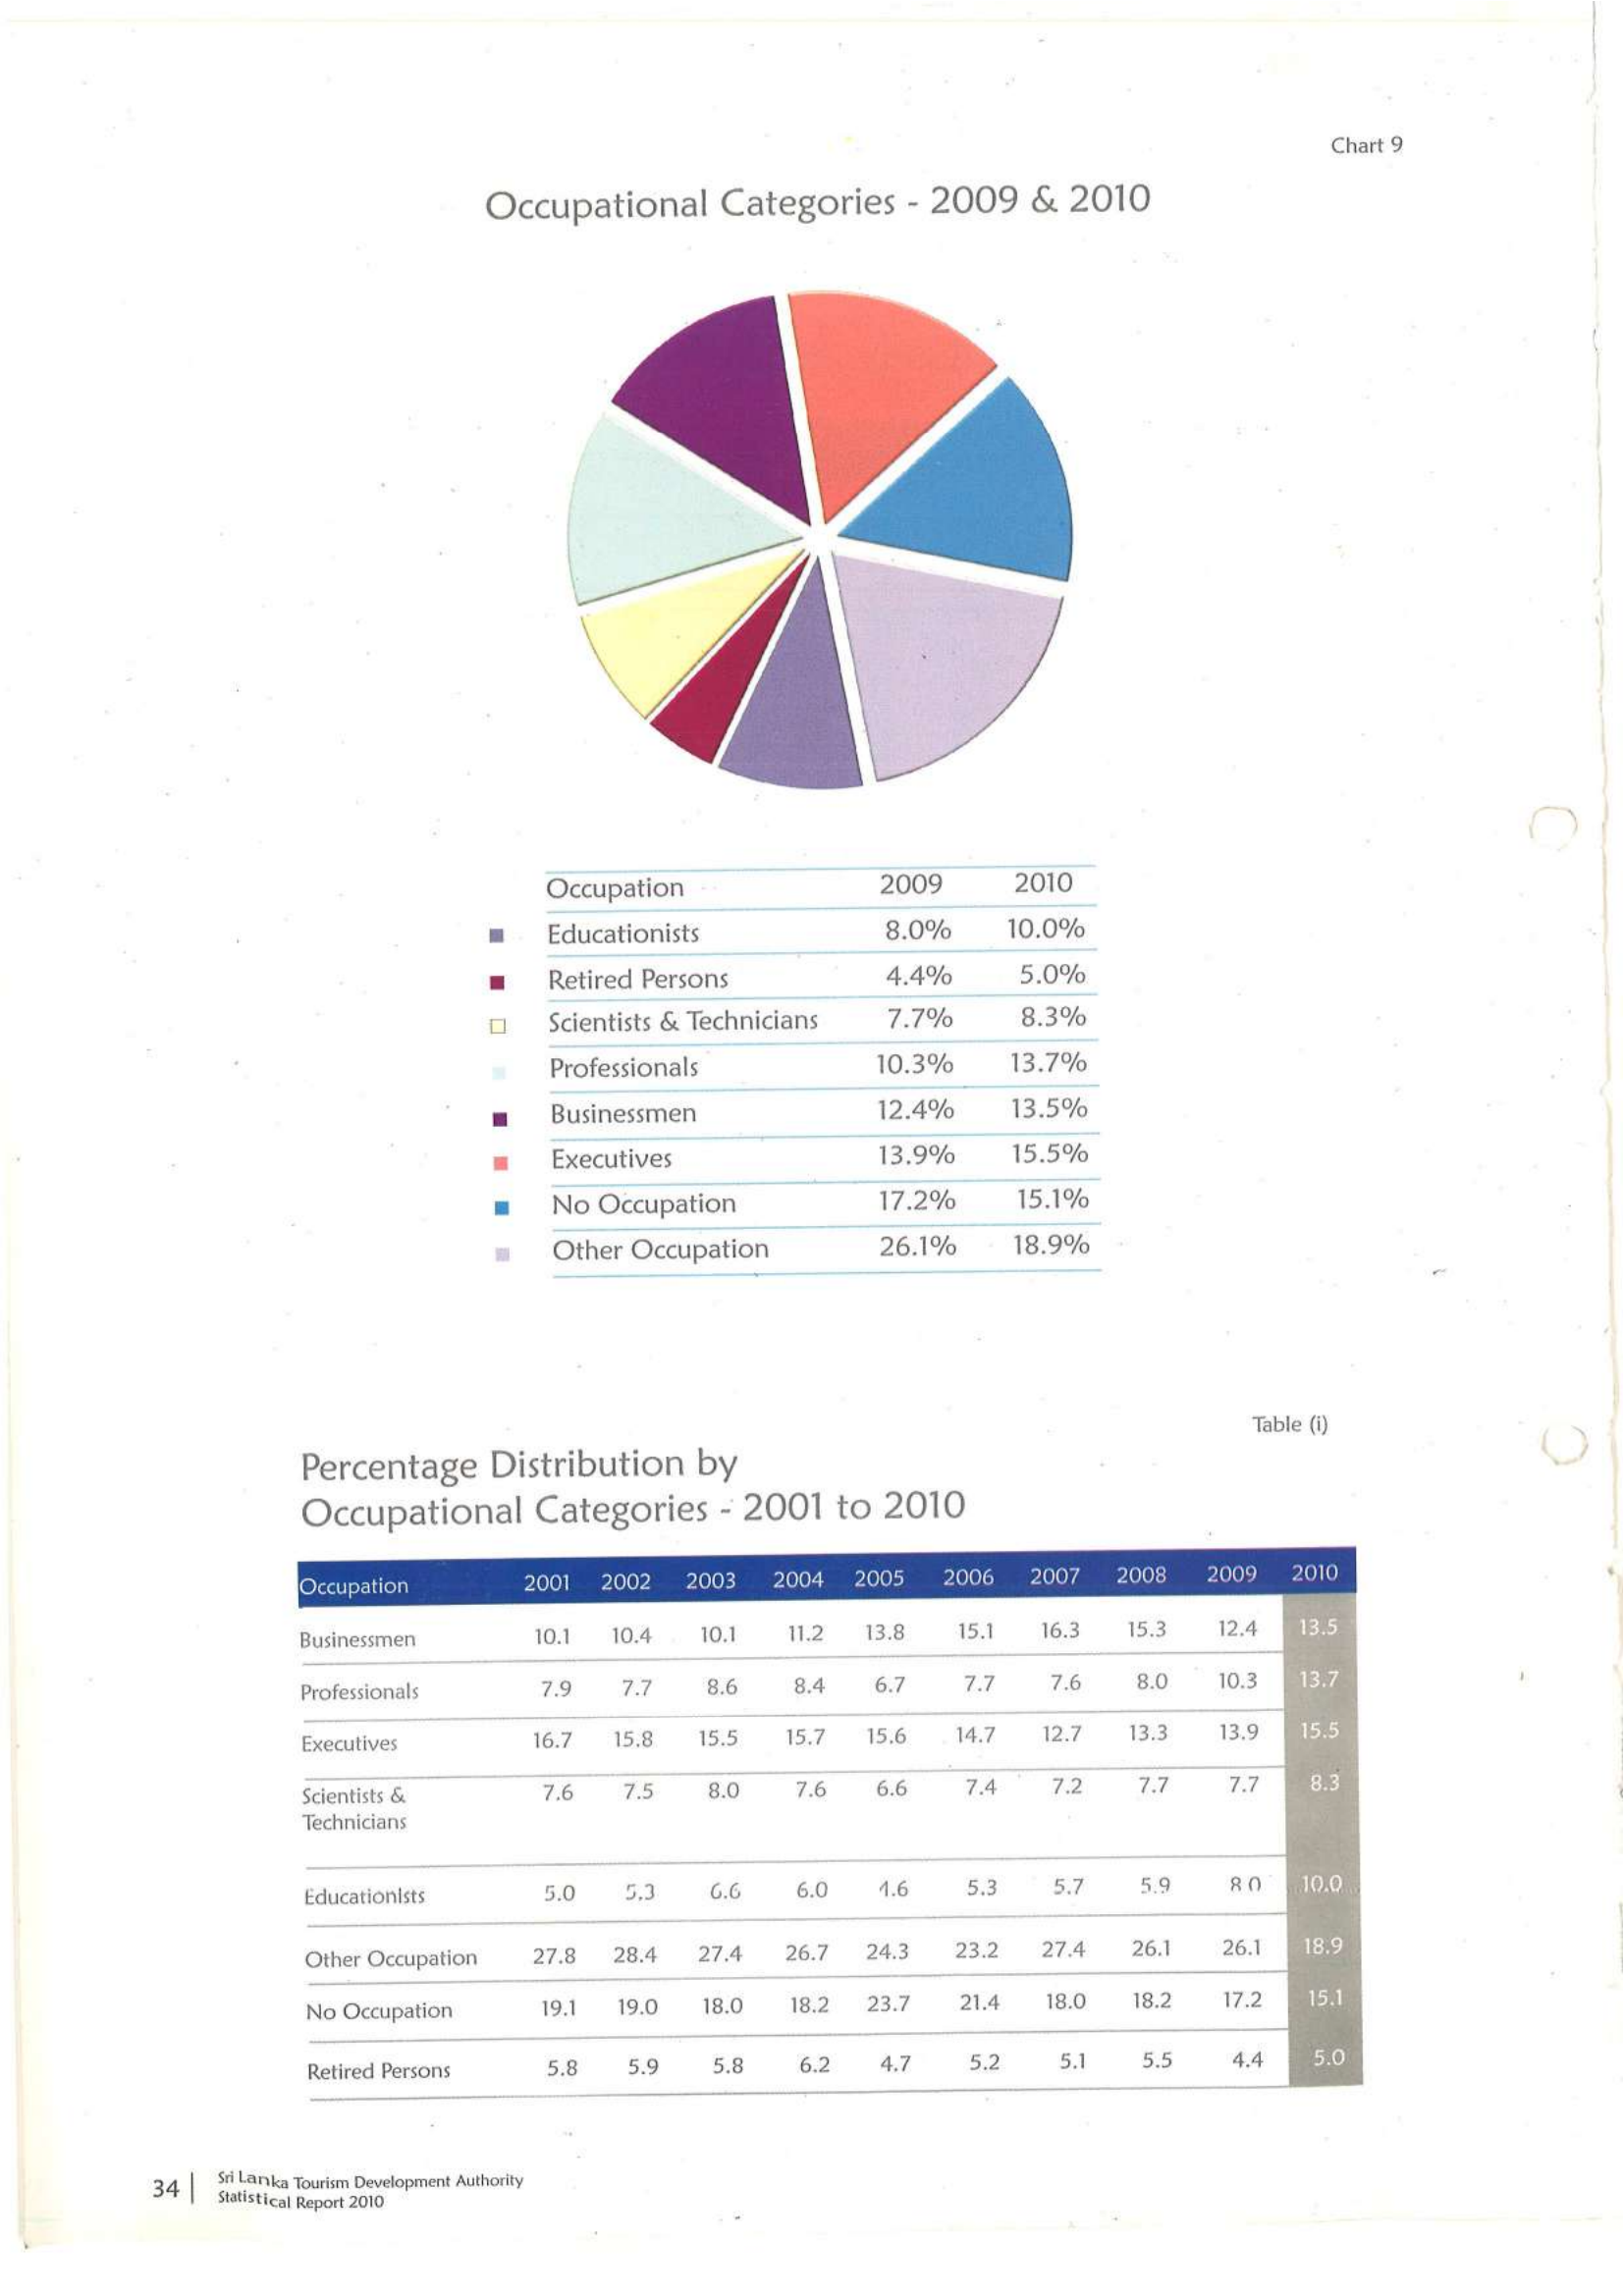 Chart 9
Occupational Categories - 2009 & 2010
Occupation 2009 2010
Educationists 8.0% 10.0%
Retired Persons 4.4% 5.0%
Scientists & Technicians 7.7% 8.3%
Professionals 10.3% 13.7%
Businessmen 12.4% 13.5%
Executives 13.9% 15.5%
No Occupation 17.2% 15.1%
Other Occupation 26.1% 18.9%
Table (i)
Percentage Distribution by
Occupational Categories - 2001 to 2010
Occupation 2001 2002 2003 2004 2005 2006 2007 2008 2009 2010
Businessmen 10.1 10.4 10.1 11.2 13.8 15.1 16.3 15.3 12.4 13.5
Professionals 7.9 7.7 8.6 8.4 6.7 7.7 7.6 8.0 10.3 13.7
Executives 16.7 15.8 15.5 15.7 15.6 14.7 12.7 13.3 13.9 15.5
Scientists & 7.6 7.5 8.0 7.6 6.6 7.4 7.2 7.7 7.7 8.3
Technicians
Educationists 5.0 5.3 6.6 6.0 5.3 5.7 5.9 8.0 10.0
Other Occupation 27.8 28.4 27.4 26.7 24.3 23.2 27.4 26.1 26.1 18.9
No Occupation 19.1 19.0 18.0 18.2 23.7 21.4 18.0 18.2 17.2 15.1
Retired Persons 5.8 5.9 5.8 6.2 4.7 5.2 5.1 5.5 4.4 5.0
34 | Sri Lanka Tourism Development Authority
Statistical Report 2010